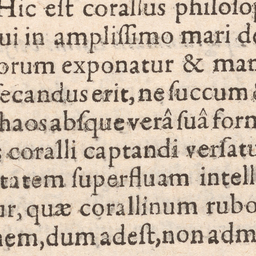 Hic eſt corallus philoſop
ui in ampliſſimo mari de
orum exponatur & mar
ecandus erit, ne ſuccum
haos abſque verâ ſuâ form
s coralli captandi verſatu
tatem ſuperfluam intell
ur, quæ corallinum rubo
nem, dum adeſt, non adm